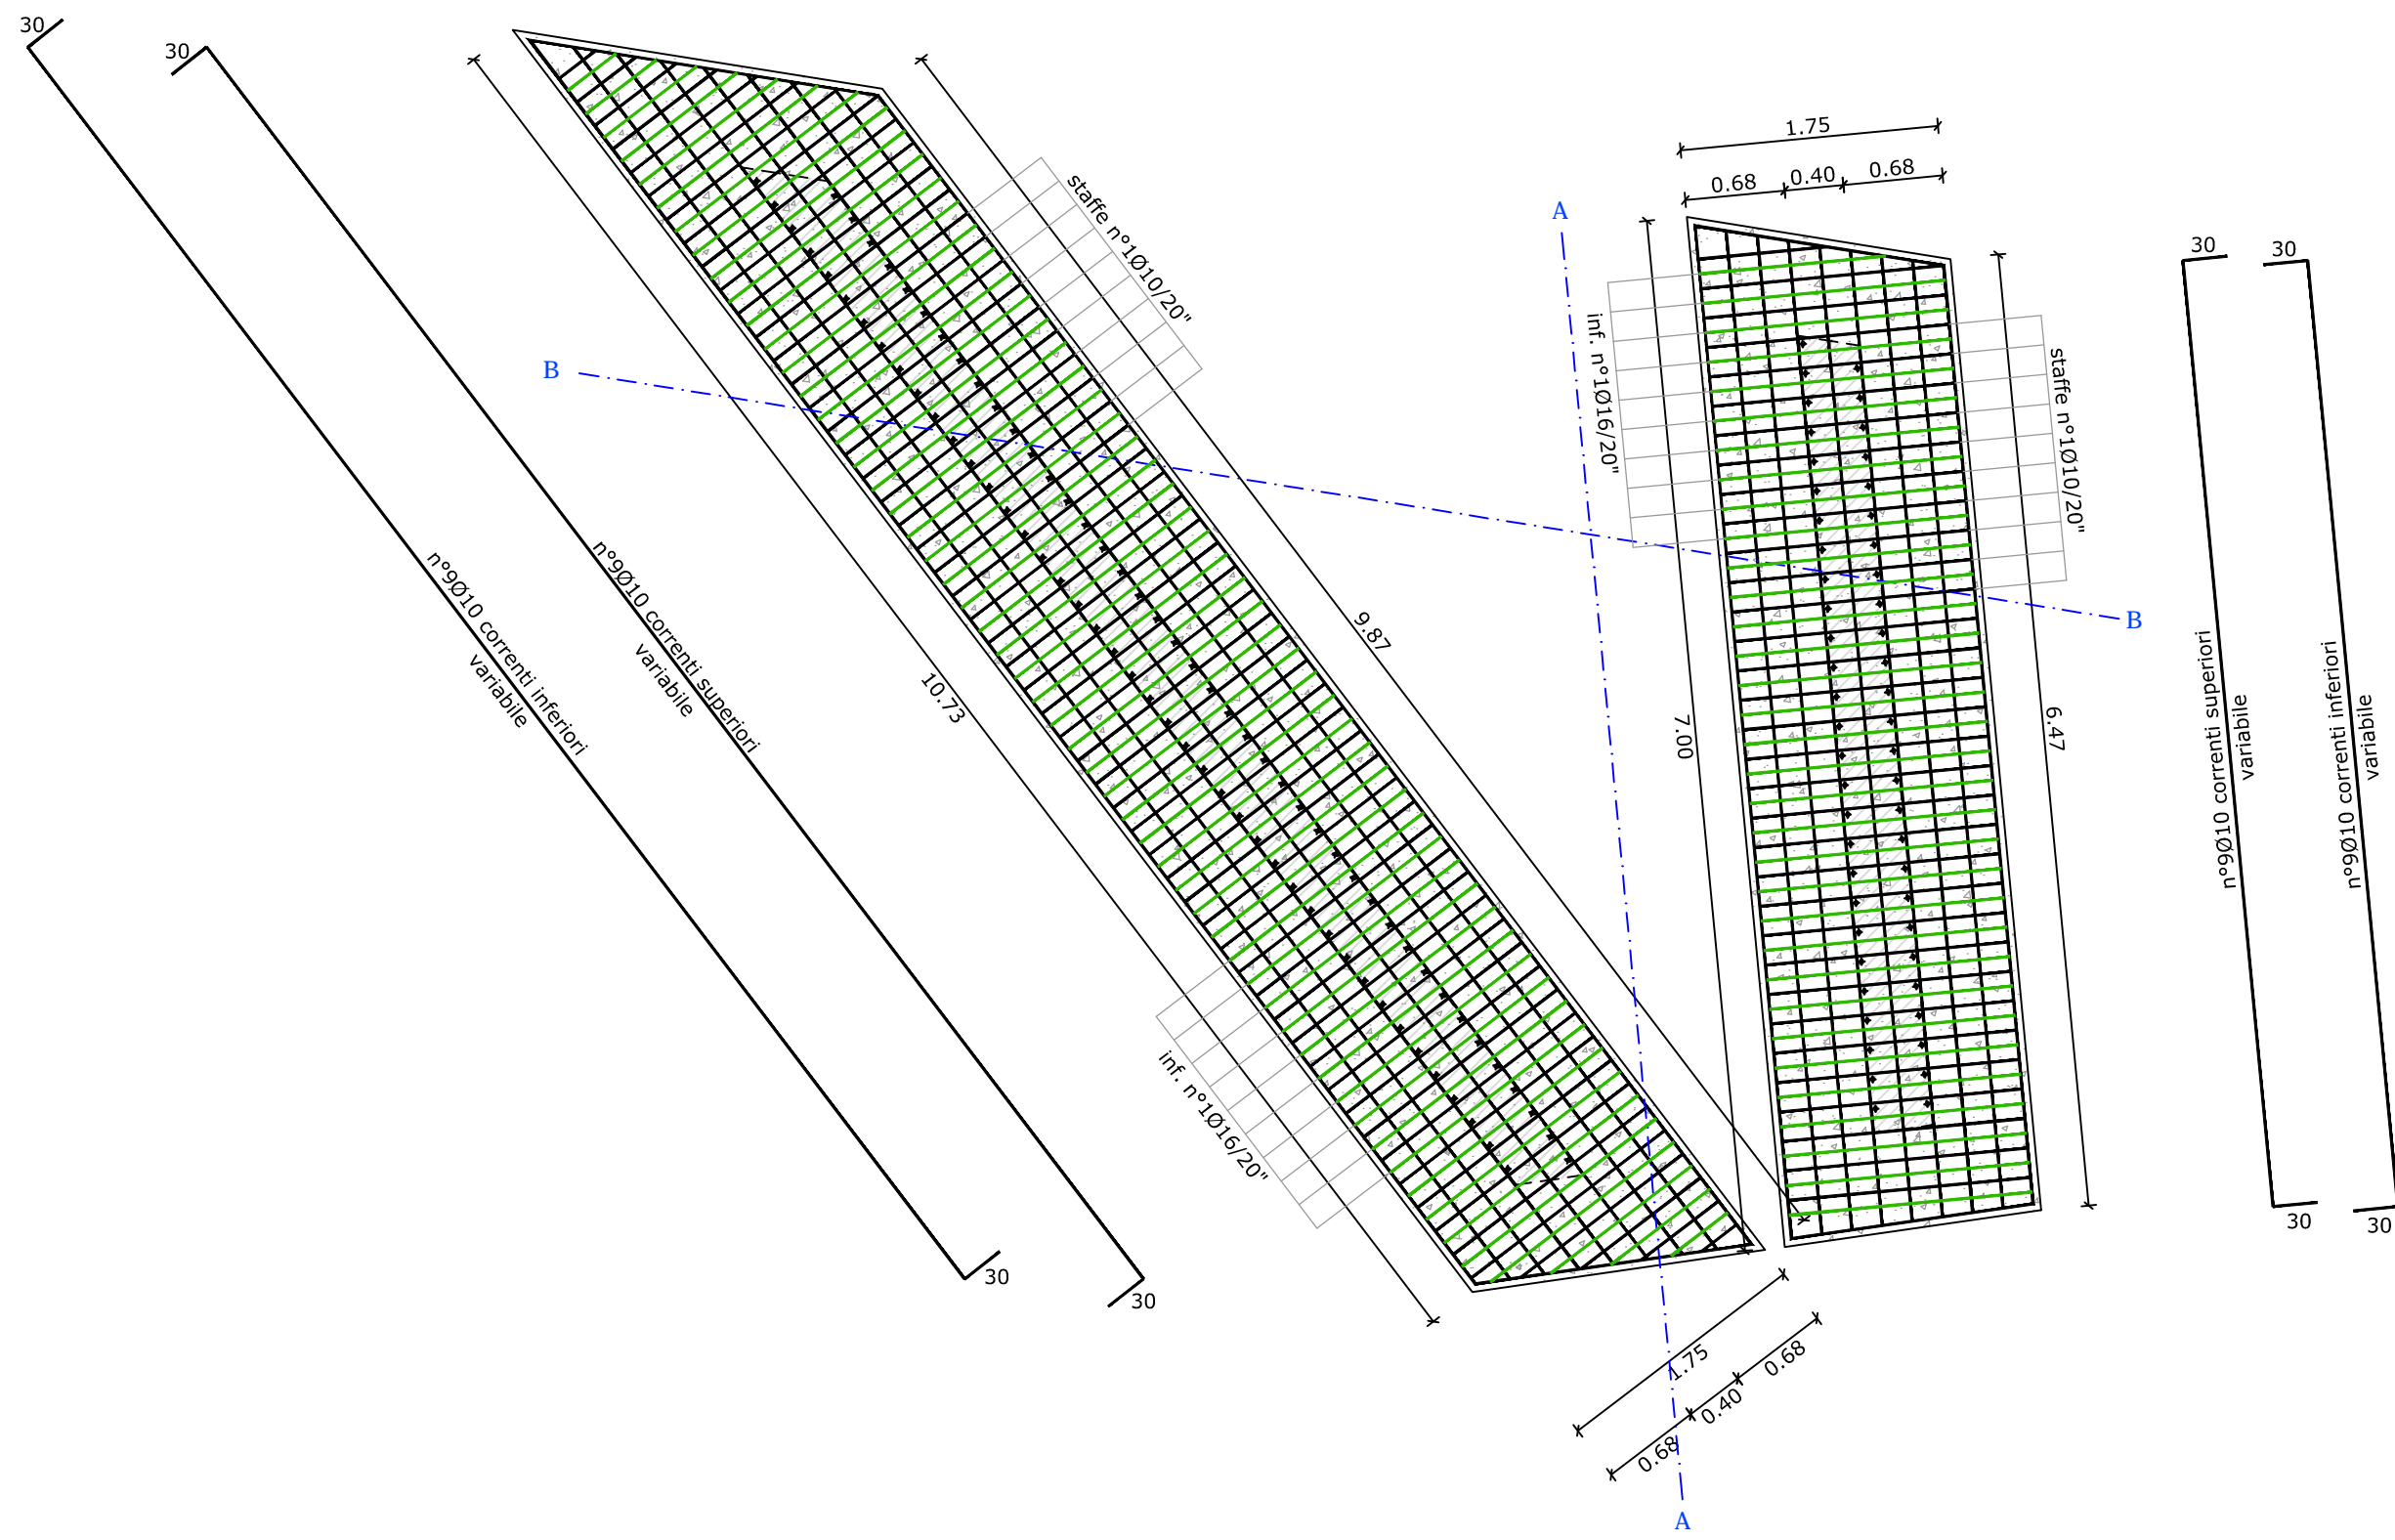 30
30
staffe n°1Ø10/20"
B
n°9Ø10 correnti inferiori
variabile
n°9Ø10 correnti superiori
variabile
10.73
9.87
inf. n°1Ø16/20"
30
30
1.75
0.68
0.40
0.68
A
A
1.75
0.68
0.40
0.68
inf. n°1Ø16/20"
staffe n°1Ø10/20"
B
7.00
6.47
30
30
n°9Ø10 correnti superiori
variabile
n°9Ø10 correnti inferiori
variabile
30
30